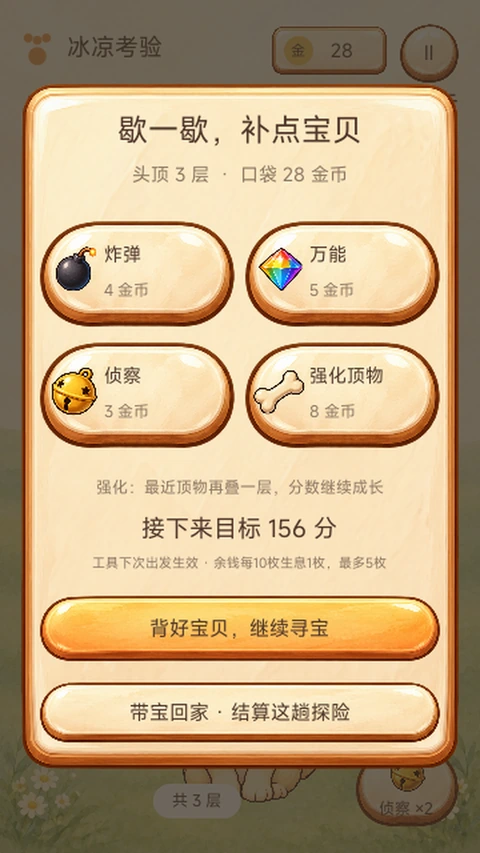 冰凉考验
金 28
歇一歇，补点宝贝
头顶 3 层 · 口袋 28 金币
炸弹
4 金币
万能
5 金币
侦察
3 金币
强化顶物
8 金币
强化：最近顶物再叠一层，分数继续成长
接下来目标 156 分
工具下次出发生效 · 余钱每10枚生息1枚，最多5枚
背好宝贝，继续寻宝
带宝回家 · 结算这趟探险
共 3 层
侦察 ×2